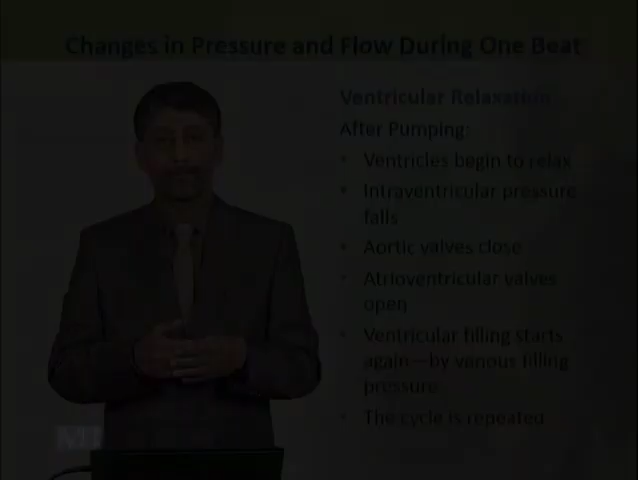 Changes in Pressure and Flow During One Beat
Ventricular Relaxation
After Pumping:
• Ventricles begin to relax
• Intraventricular pressure
falls
• Aortic valves close
• Atrioventricular valves
open
• Ventricular filling starts
again—by venous filling
pressure
• The cycle is repeated